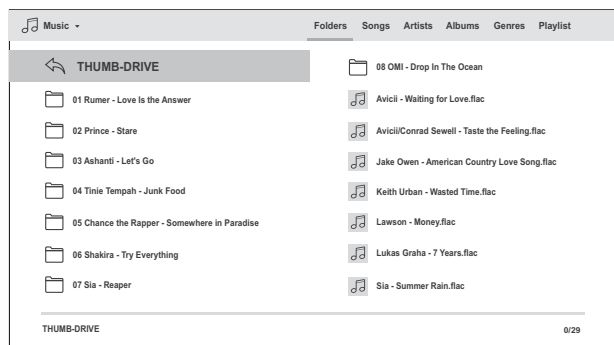 Music
Folders Songs Artists Albums Genres Playlist
THUMB-DRIVE
01 Rumer - Love Is the Answer
02 Prince - Stare
03 Ashanti - Let's Go
04 Tinie Tempah - Junk Food
05 Chance the Rapper - Somewhere in Paradise
06 Shakira - Try Everything
07 Sia - Reaper
08 OMI - Drop In The Ocean
Avicii - Waiting for Love.flac
Avicii/Conrad Sewell - Taste the Feeling.flac
Jake Owen - American Country Love Song.flac
Keith Urban - Wasted Time.flac
Lawson - Money.flac
Lukas Graha - 7 Years.flac
Sia - Summer Rain.flac
THUMB-DRIVE
0/29